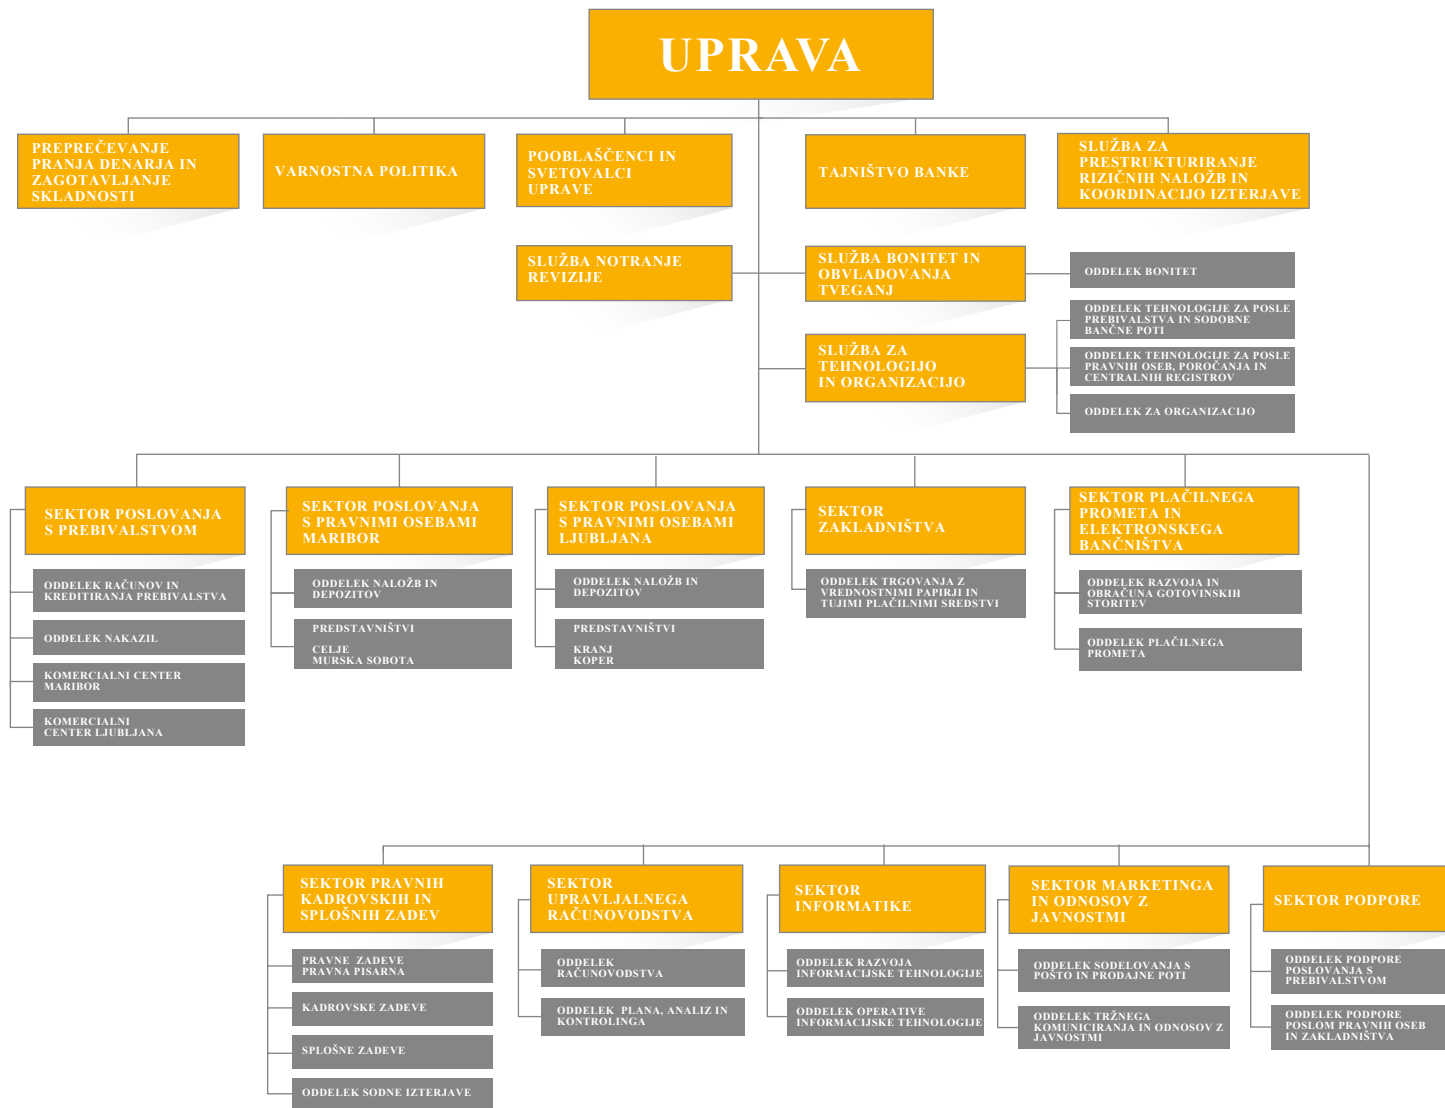 UPRAVA
PREPREČEVANJE
PRANJA DENARJA IN
ZAGOTAVLJANJE
SKLADNOSTI
VARNOSTNA POLITIKA
POOBLAŠČENCI IN
SVETOVALCI
UPRAVE
TAJNIŠTVO BANKE
SLUŽBA ZA
PRESTRUKTURIRANJE
RIZIČNIH NALOŽB IN
KOORDINACIJO IZTERJAVE
SLUŽBA NOTRANJE
REVIZIJE
SLUŽBA BONITET IN
OBVLADOVANJA
TVEGANJ
ODDELEK BONITET
SLUŽBA ZA
TEHNOLOGIJO
IN ORGANIZACIJO
ODDELEK TEHNOLOGIJE ZA POSLE
PREBIVALSTVA IN SODOBNE
BANČNE POTI
ODDELEK TEHNOLOGIJE ZA POSLE
PRAVNIH OSEB, POROČANJA IN
CENTRALNIH REGISTROV
ODDELEK ZA ORGANIZACIJO
SEKTOR POSLOVANJA
S PREBIVALSTVOM
ODDELEK RAČUNOV IN
KREDITIRANJA PREBIVALSTVA
ODDELEK NAKAZIL
KOMERCIALNI CENTER
MARIBOR
KOMERCIALNI
CENTER LJUBLJANA
SEKTOR POSLOVANJA
S PRAVNIMI OSEBAMI
MARIBOR
ODDELEK NALOŽB IN
DEPOZITOV
PREDSTAVNIŠTVI
CELJE
MURSKA SOBOTA
SEKTOR POSLOVANJA
S PRAVNIMI OSEBAMI
LJUBLJANA
ODDELEK NALOŽB IN
DEPOZITOV
PREDSTAVNIŠTVI
KRANJ
KOPER
SEKTOR
ZAKLADNIŠTVA
ODDELEK TRGOVANJA Z
VREDNOSTNIMI PAPIRJI IN
TUJIMI PLAČILNIMI SREDSTVI
SEKTOR PLAČILNEGA
PROMETA IN
ELEKTRONSKEGA
BANČNIŠTVA
ODDELEK RAZVOJA IN
OBRAČUNA GOTOVINSKIH
STORITEV
ODDELEK PLAČILNEGA
PROMETA
SEKTOR PRAVNIH
KADROVSKIH IN
SPLOŠNIH ZADEV
PRAVNE ZADEVE
PRAVNA PISARNA
KADROVSKE ZADEVE
SPLOŠNE ZADEVE
ODDELEK SODNE IZTERJAVE
SEKTOR
UPRAVLJALNEGA
RAČUNOVODSTVA
ODDELEK
RAČUNOVODSTVA
ODDELEK PLANA, ANALIZ IN
KONTROLINGA
SEKTOR
INFORMATIKE
ODDELEK RAZVOJA
INFORMACIJSKE TEHNOLOGIJE
ODDELEK OPERATIVE
INFORMACIJSKE TEHNOLOGIJE
SEKTOR MARKETINGA
IN ODNOSOV Z
JAVNOSTMI
ODDELEK SODELOVANJA S
POŠTO IN PRODAJNE POTI
ODDELEK TRŽNEGA
KOMUNICIRANJA IN ODNOSOV Z
JAVNOSTMI
SEKTOR PODPORE
ODDELEK PODPORE
POSLOVANJA S
PREBIVALSTVOM
ODDELEK PODPORE
POSLOM PRAVNIH OSEB
IN ZAKLADNIŠTVA